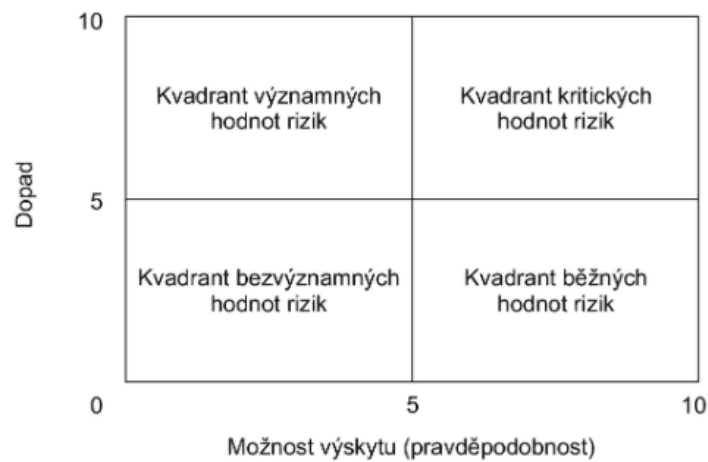 10
Kvadrant významných
hodnot rizik
Kvadrant kritických
hodnot rizik
Dopad
5
Kvadrant bezvýznamných
hodnot rizik
Kvadrant běžných
hodnot rizik
0
5
10
Možnost výskytu (pravděpodobnost)